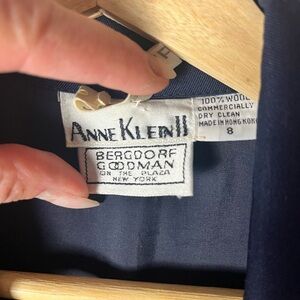 ANNE KLEIN II
100% WOOL
COMMERCIALLY
DRY CLEAN
MADE IN HONG KONG
8
BERGDORF
GOODMAN
ON THE PLAZA
NEW YORK